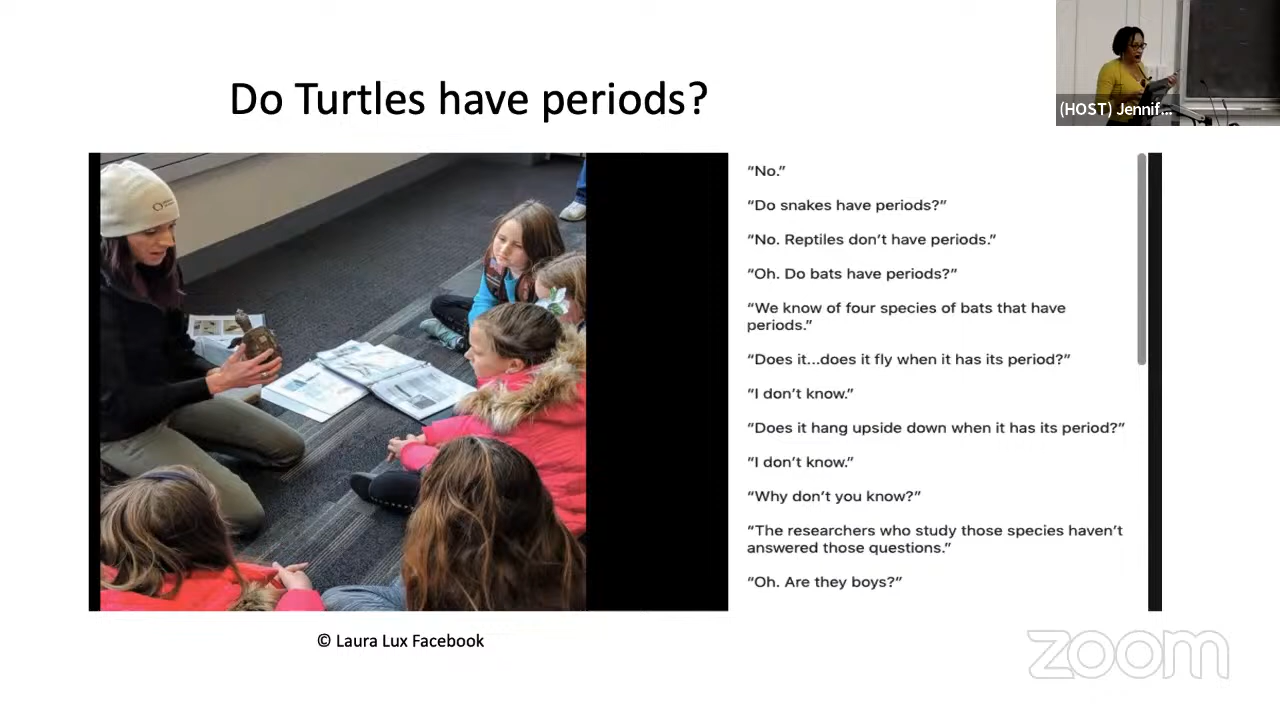 (HOST) Jennif...
Do Turtles have periods?
“No.”
“Do snakes have periods?”
“No. Reptiles don’t have periods.”
“Oh. Do bats have periods?”
“We know of four species of bats that have
periods.”
“Does it...does it fly when it has its period?”
“I don’t know.”
“Does it hang upside down when it has its period?”
“I don’t know.”
“Why don’t you know?”
“The researchers who study those species haven’t
answered those questions.”
“Oh. Are they boys?”
© Laura Lux Facebook
zoom